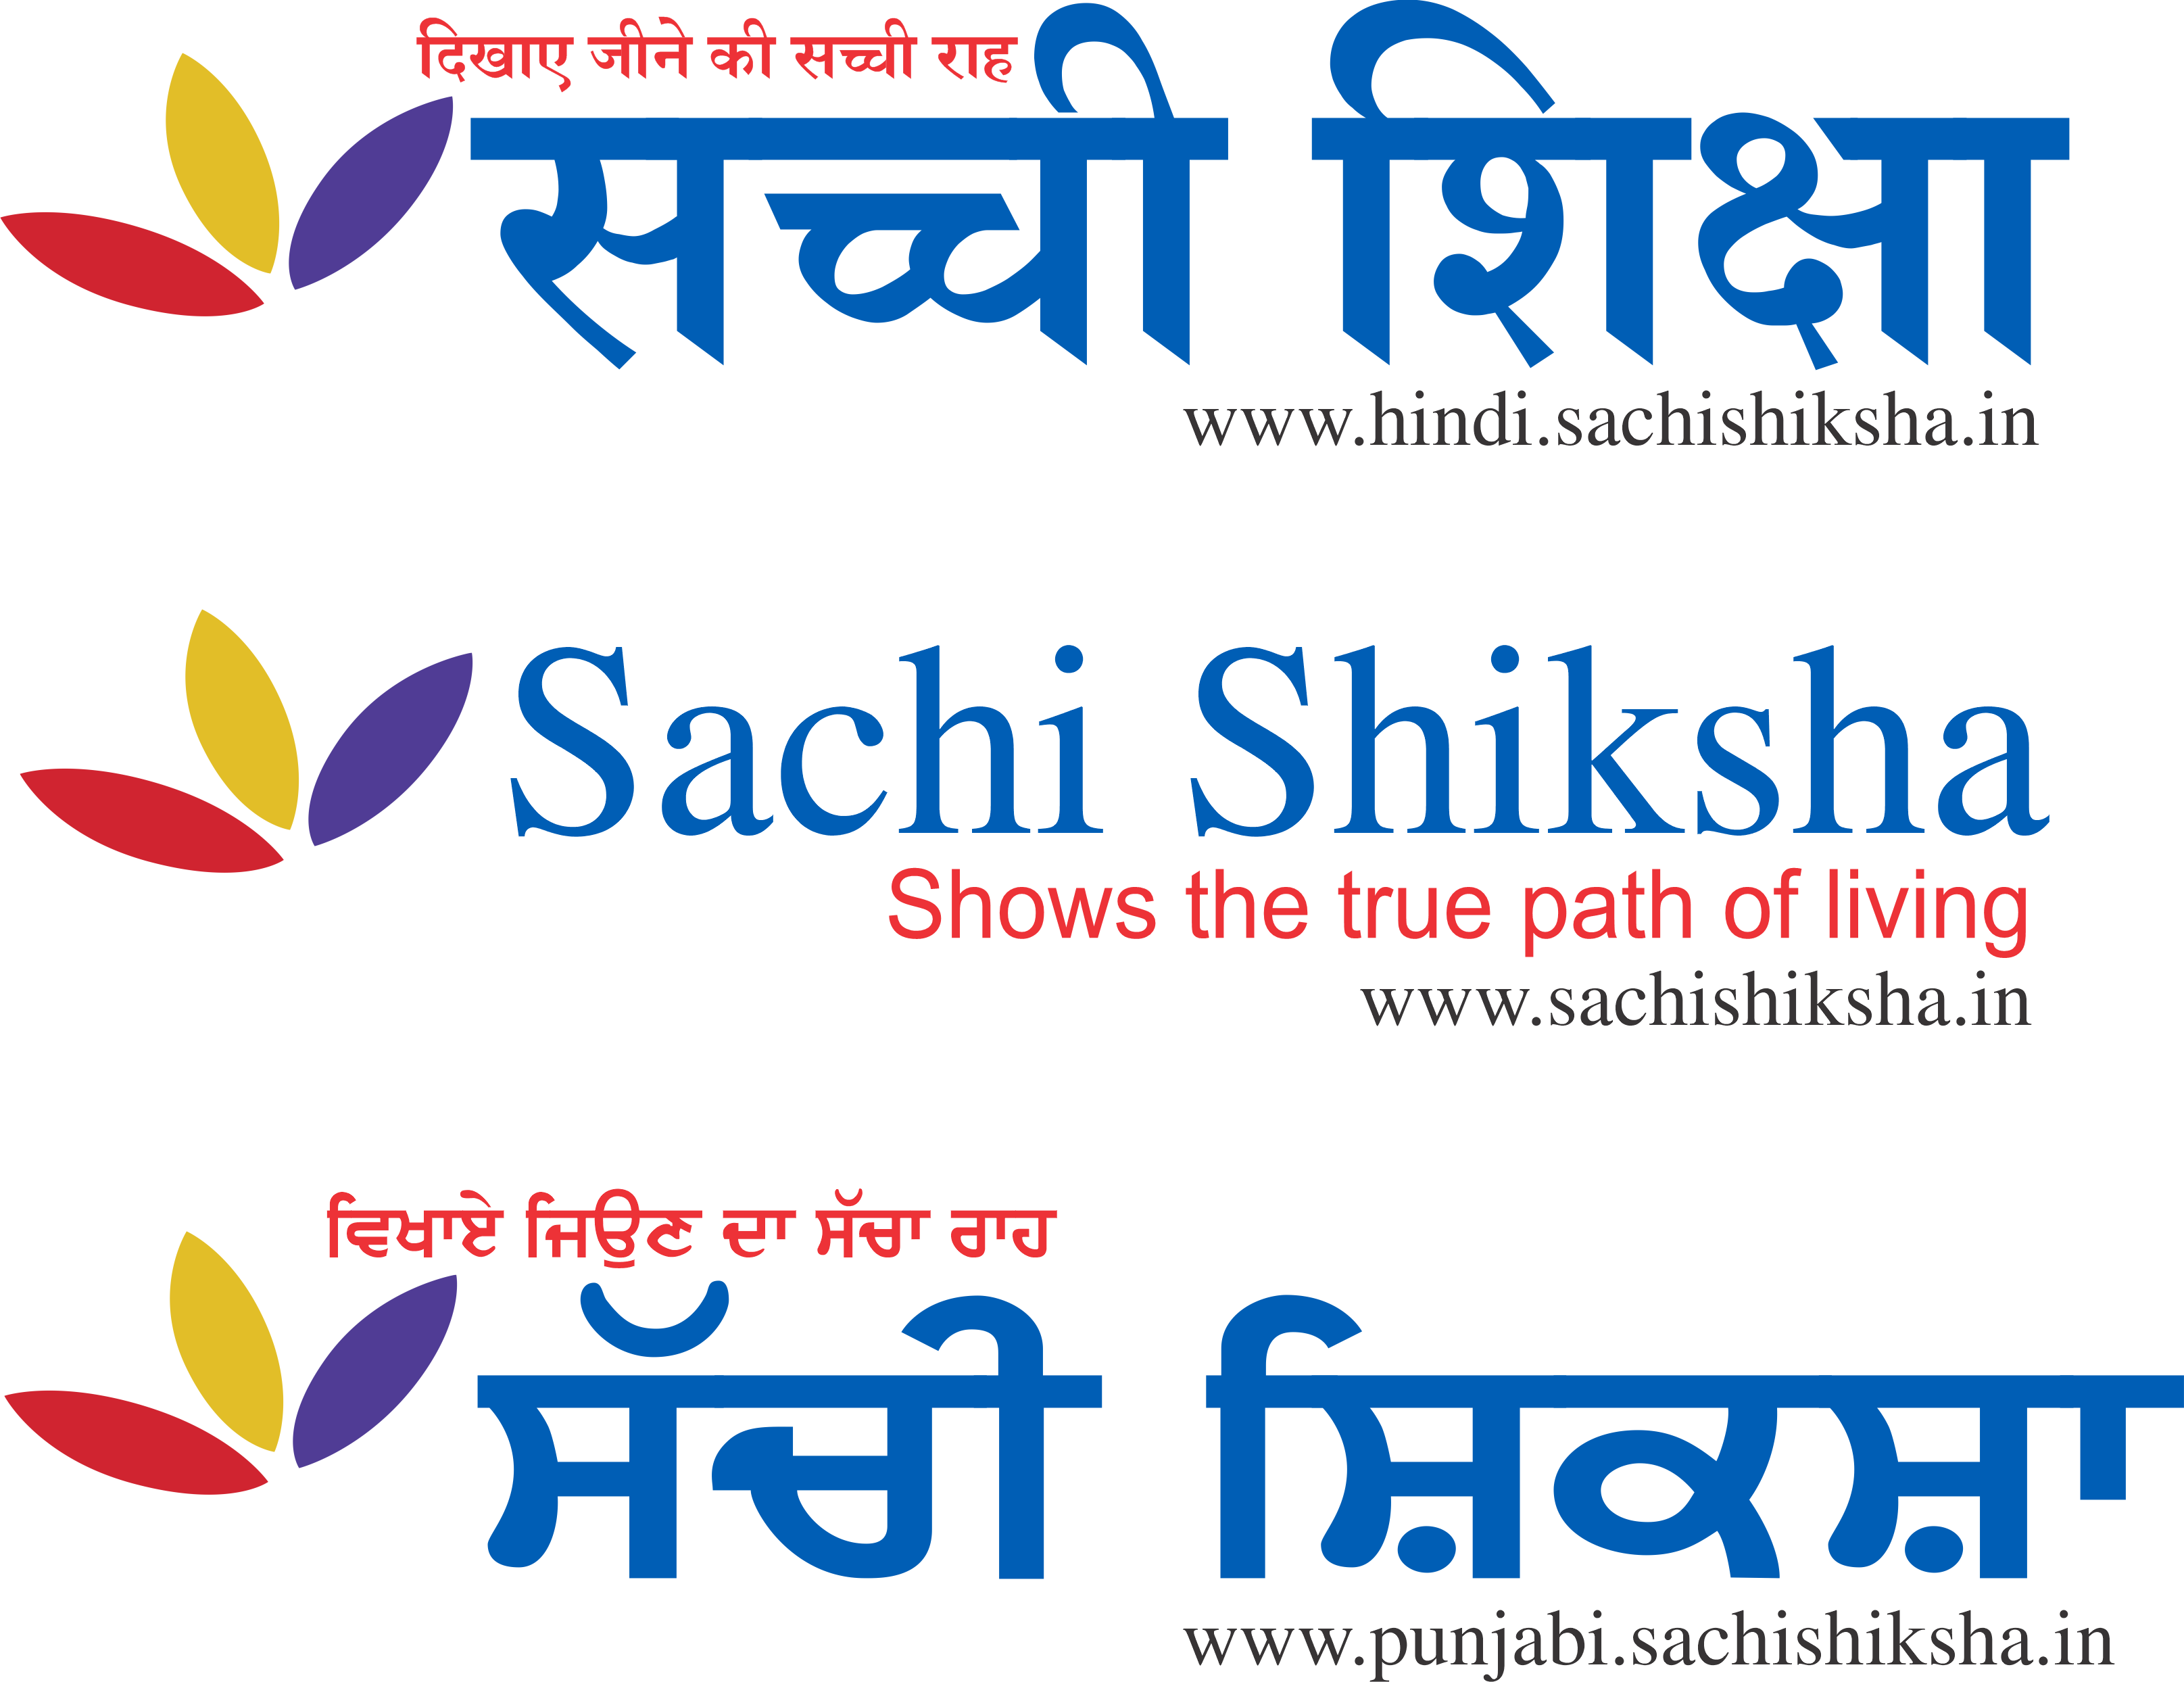 दिखाए जीने की सच्ची राह
सच्ची शिक्षा
www.hindi.sachishiksha.in
Sachi Shiksha
Shows the true path of living
www.sachishiksha.in
ਵਿਖਾਏ ਜਿਉਣ ਦਾ ਸੱਚਾ ਰਾਹ
ਸੱਚੀ ਸ਼ਿਕਸ਼ਾ
www.punjabi.sachishiksha.in